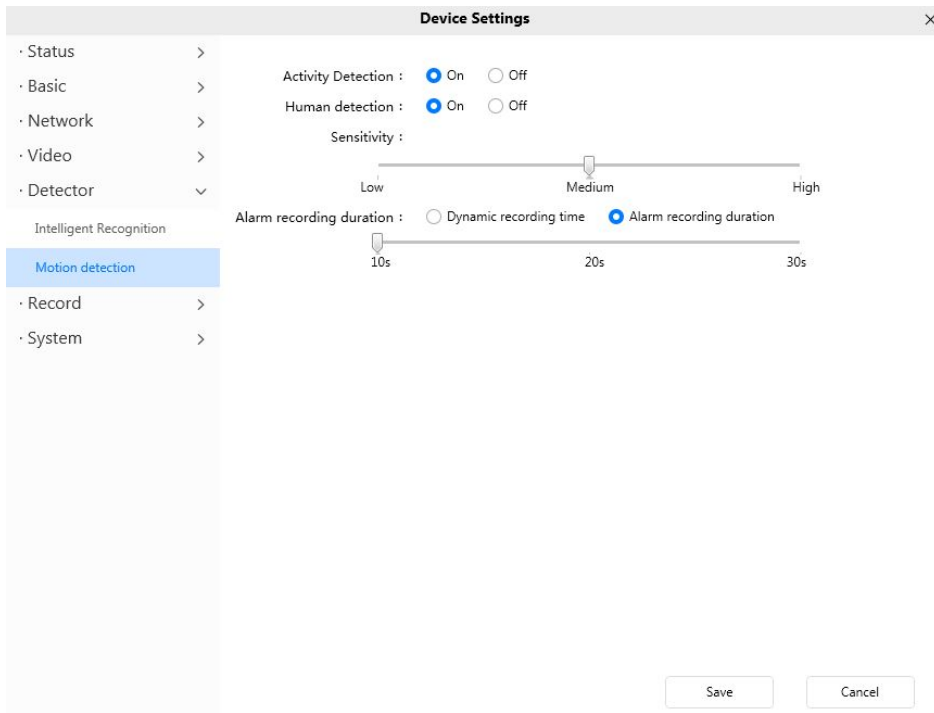 Device Settings
· Status
· Basic
· Network
· Video
· Detector
Intelligent Recognition
Motion detection
· Record
· System
Activity Detection : On Off
Human detection : On Off
Sensitivity :
Low Medium High
Alarm recording duration : Dynamic recording time Alarm recording duration
10s 20s 30s
Save Cancel